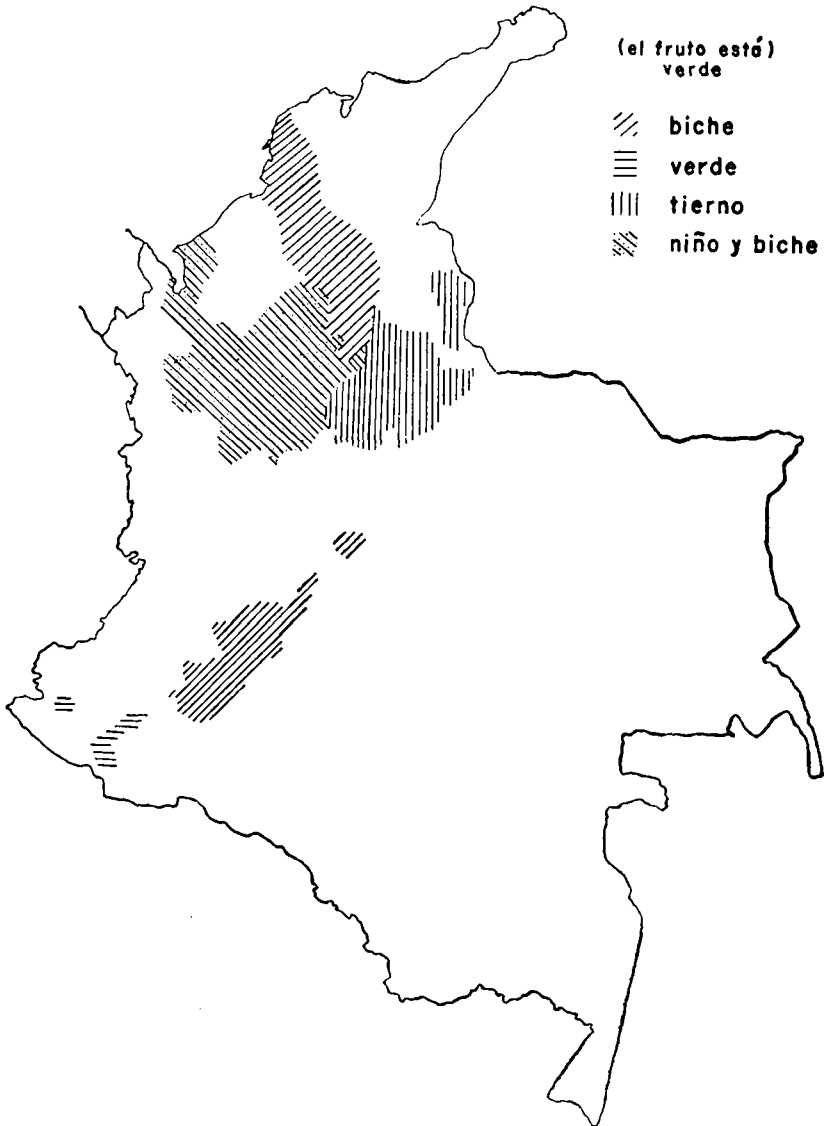 (el fruto está)
verde
biche
verde
tierno
niño y biche